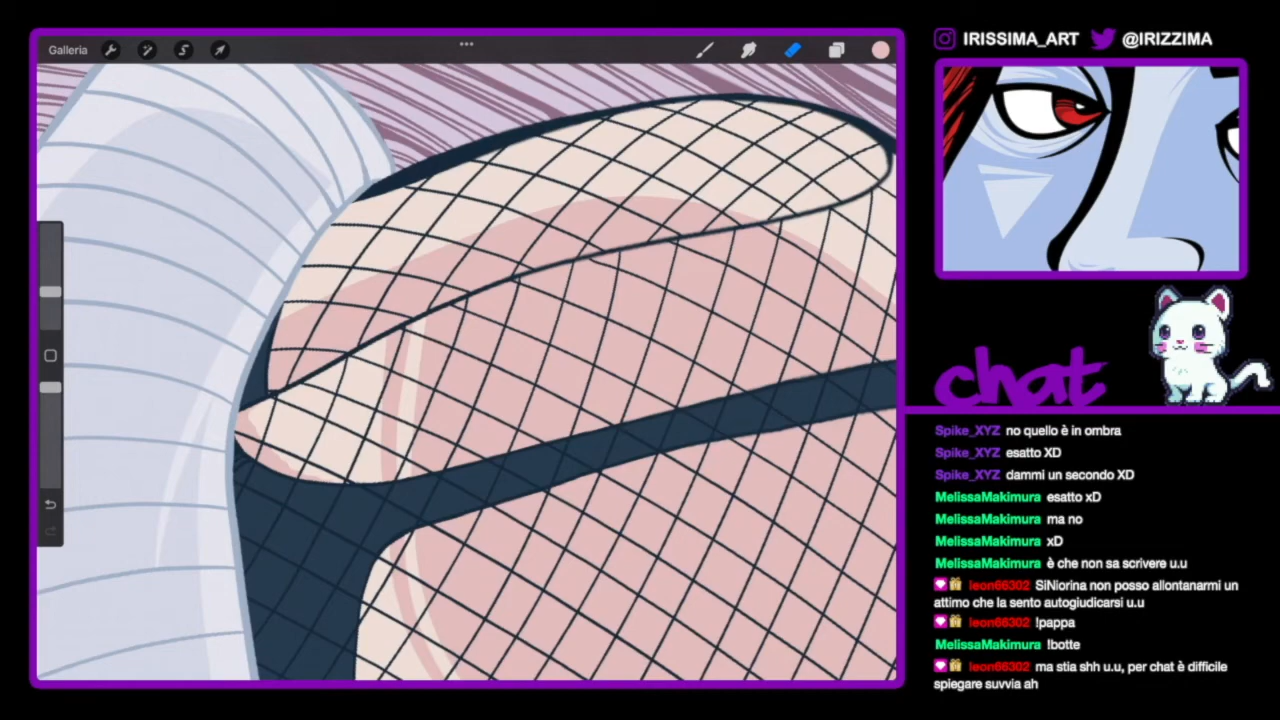 Galleria
IRISSIMA_ART @IRIZZIMA
chat
Spike_XYZ no quello è in ombra
Spike_XYZ esatto XD
Spike_XYZ dammi un secondo XD
MelissaMakimura esatto xD
MelissaMakimura ma no
MelissaMakimura xD
MelissaMakimura è che non sa scrivere u.u
leon66302 SiNiorina non posso allontanarmi un
attimo che la sento autogiudicarsi u.u
leon66302 !pappa
MelissaMakimura !botte
leon66302 ma stia shh u.u, per chat è difficile
spiegare suvvia ah